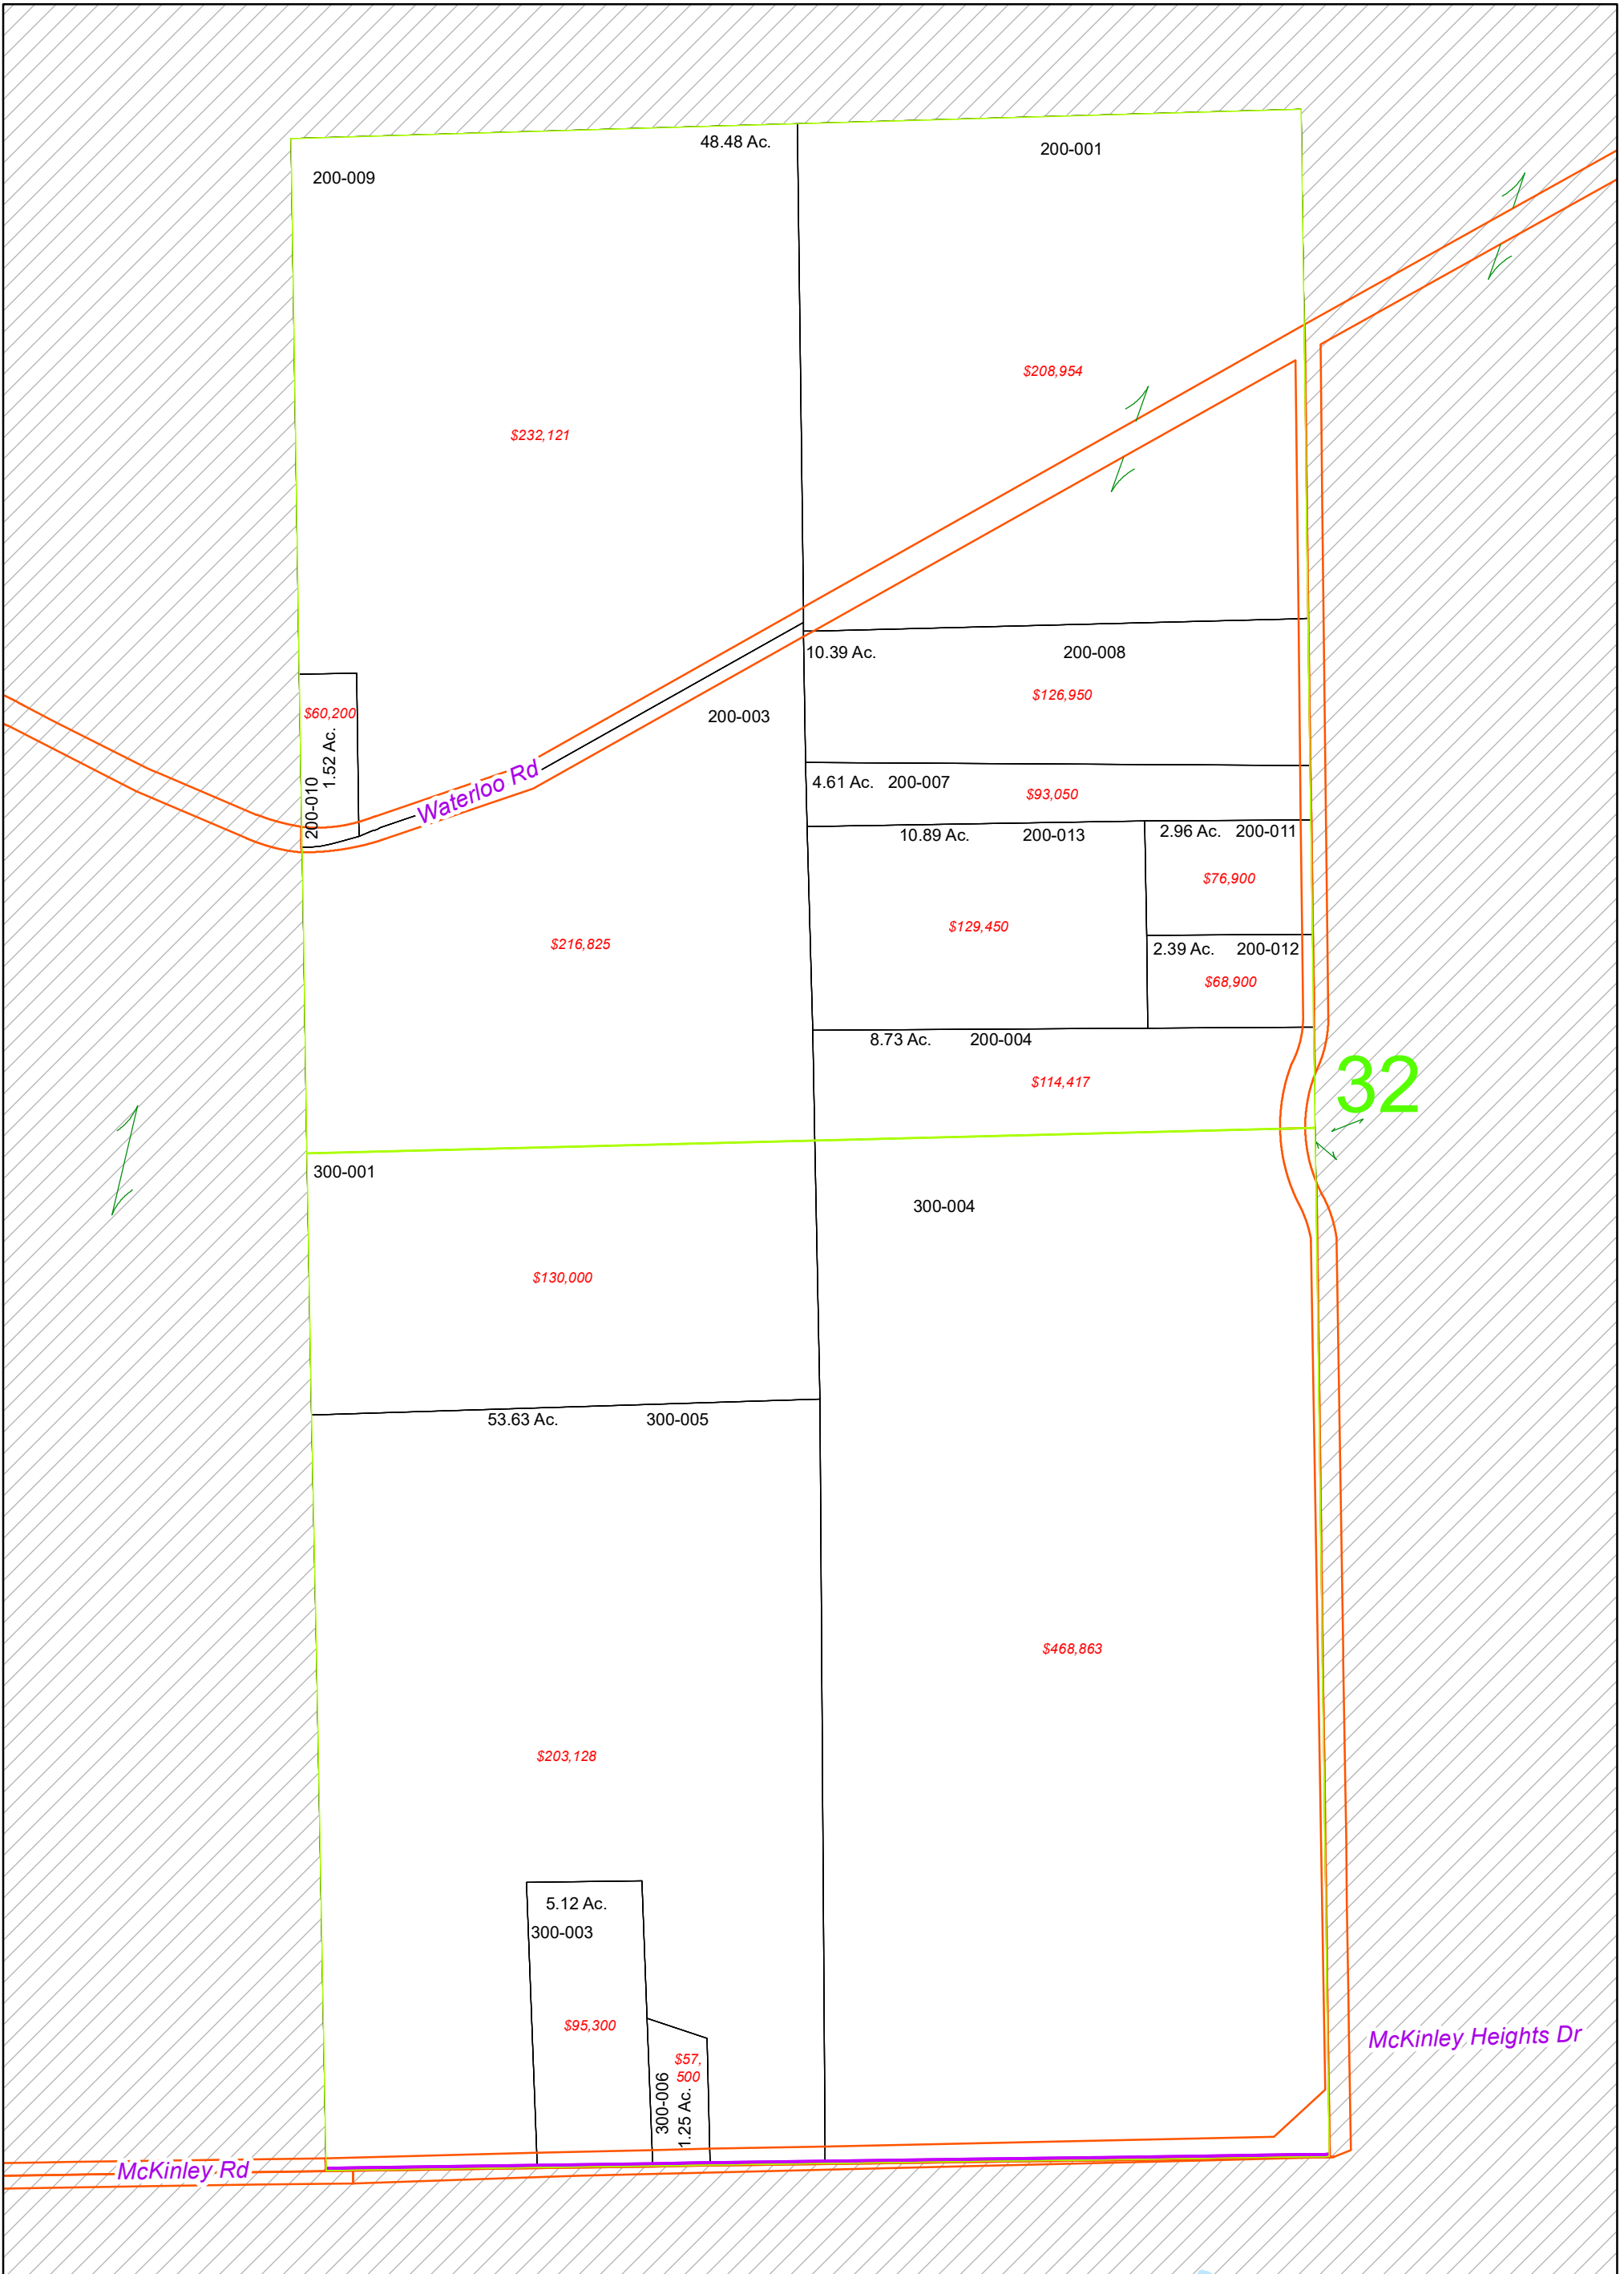 48.48 Ac.
200-001
200-009
$208,954
$232,121
10.39 Ac.
200-008
$126,950
$60,200
200-003
1.52 Ac.
200-010
Waterloo Rd
4.61 Ac.
200-007
$93,050
10.89 Ac.
200-013
2.96 Ac.
200-011
$76,900
$129,450
$216,825
2.39 Ac.
200-012
$68,900
8.73 Ac.
200-004
$114,417
32
300-001
300-004
$130,000
53.63 Ac.
300-005
$468,863
$203,128
5.12 Ac.
300-003
$95,300
$57,
500
300-006
1.25 Ac.
McKinley Heights Dr
McKinley Rd